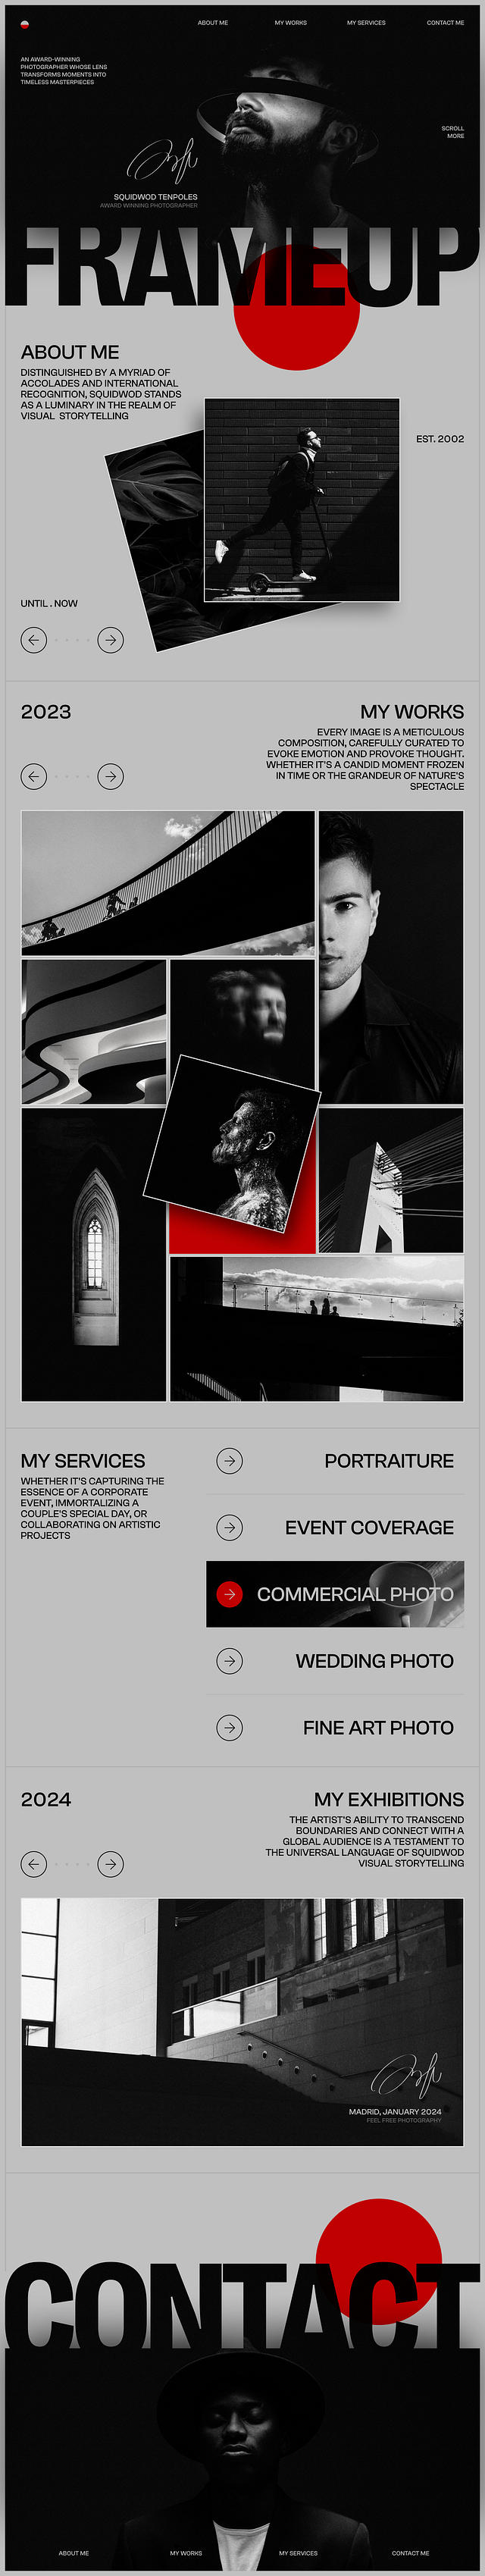 ABOUT ME
MY WORKS
MY SERVICES
CONTACT ME
AN AWARD-WINNING
PHOTOGRAPHER WHOSE LENS
TRANSFORMS MOMENTS INTO
TIMELESS MASTERPIECES
SCROLL
MORE
SQUIDWOD TENPOLES
AWARD WINNING PHOTOGRAPHER
FRAMEUP
ABOUT ME
DISTINGUISHED BY A MYRIAD OF
ACCOLADES AND INTERNATIONAL
RECOGNITION, SQUIDWOD STANDS
AS A LUMINARY IN THE REALM OF
VISUAL STORYTELLING
EST. 2002
UNTIL . NOW
2023
MY WORKS
EVERY IMAGE IS A METICULOUS
COMPOSITION, CAREFULLY CURATED TO
EVOKE EMOTION AND PROVOKE THOUGHT.
WHETHER IT'S A CANDID MOMENT FROZEN
IN TIME OR THE GRANDEUR OF NATURE'S
SPECTACLE
MY SERVICES
WHETHER IT'S CAPTURING THE
ESSENCE OF A CORPORATE
EVENT, IMMORTALIZING A
COUPLE'S SPECIAL DAY, OR
COLLABORATING ON ARTISTIC
PROJECTS
PORTRAITURE
EVENT COVERAGE
COMMERCIAL PHOTO
WEDDING PHOTO
FINE ART PHOTO
2024
MY EXHIBITIONS
THE ARTIST'S ABILITY TO TRANSCEND
BOUNDARIES AND CONNECT WITH A
GLOBAL AUDIENCE IS A TESTAMENT TO
THE UNIVERSAL LANGUAGE OF SQUIDWOD
VISUAL STORYTELLING
MADRID, JANUARY 2024
FEEL FREE PHOTOGRAPHY
CONTACT
ABOUT ME
MY WORKS
MY SERVICES
CONTACT ME